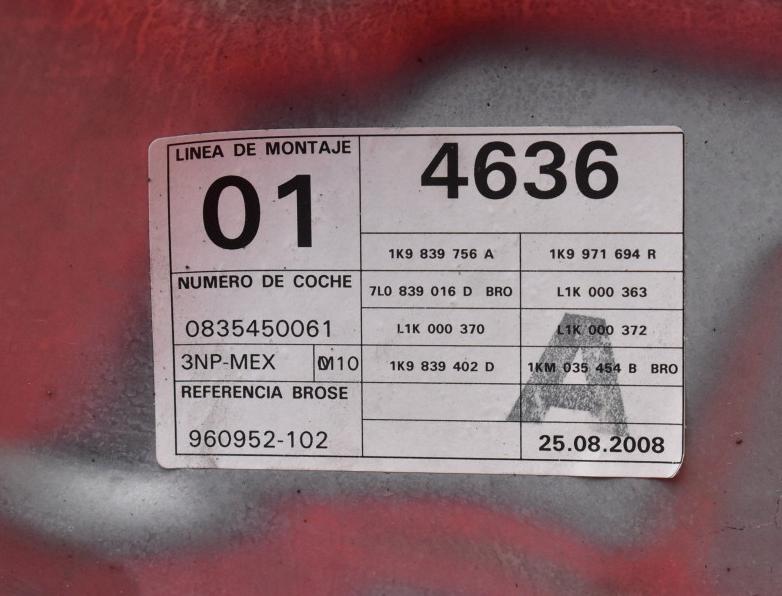 LINEA DE MONTAJE
01
4636
NUMERO DE COCHE
0835450061
3NP-MEX
M10
REFERENCIA BROSE
960952-102
1K9 839 756 A
1K9 971 694 R
7L0 839 016 D BRO
L1K 000 363
L1K 000 370
L1K 000 372
1K9 839 402 D
1KM 035 454 B BRO
A
25.08.2008